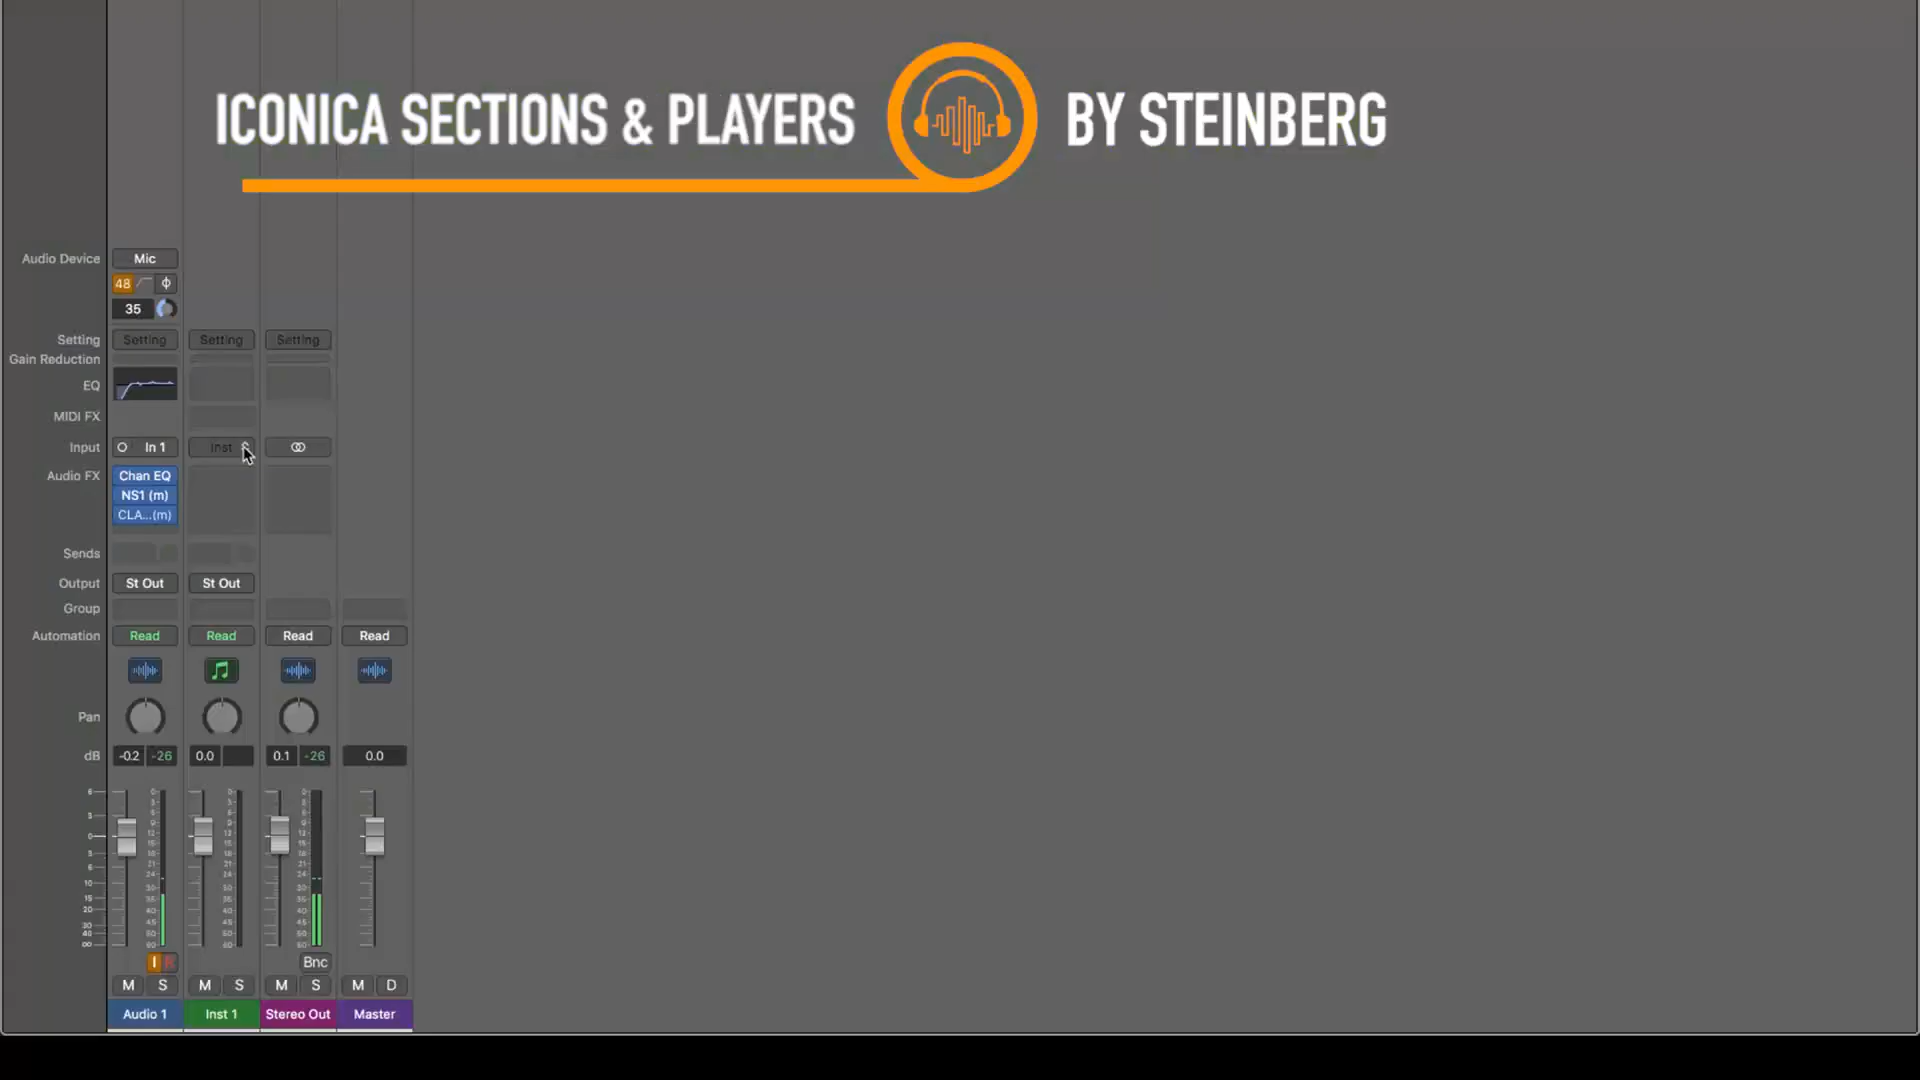 ICONICA SECTIONS & PLAYERS BY STEINBERG
Audio Device Mic
48
35
Setting Setting Setting Setting
Gain Reduction
EQ
MIDI FX
Input In 1 Inst
Audio FX Chan EQ
NS1 (m)
CLA...(m)
Sends
Output St Out St Out
Group
Automation Read Read Read Read
Pan
dB -0.2 -26 0.0 0.1 -26 0.0
I R Bnc
M S M S M S M D
Audio 1 Inst 1 Stereo Out Master